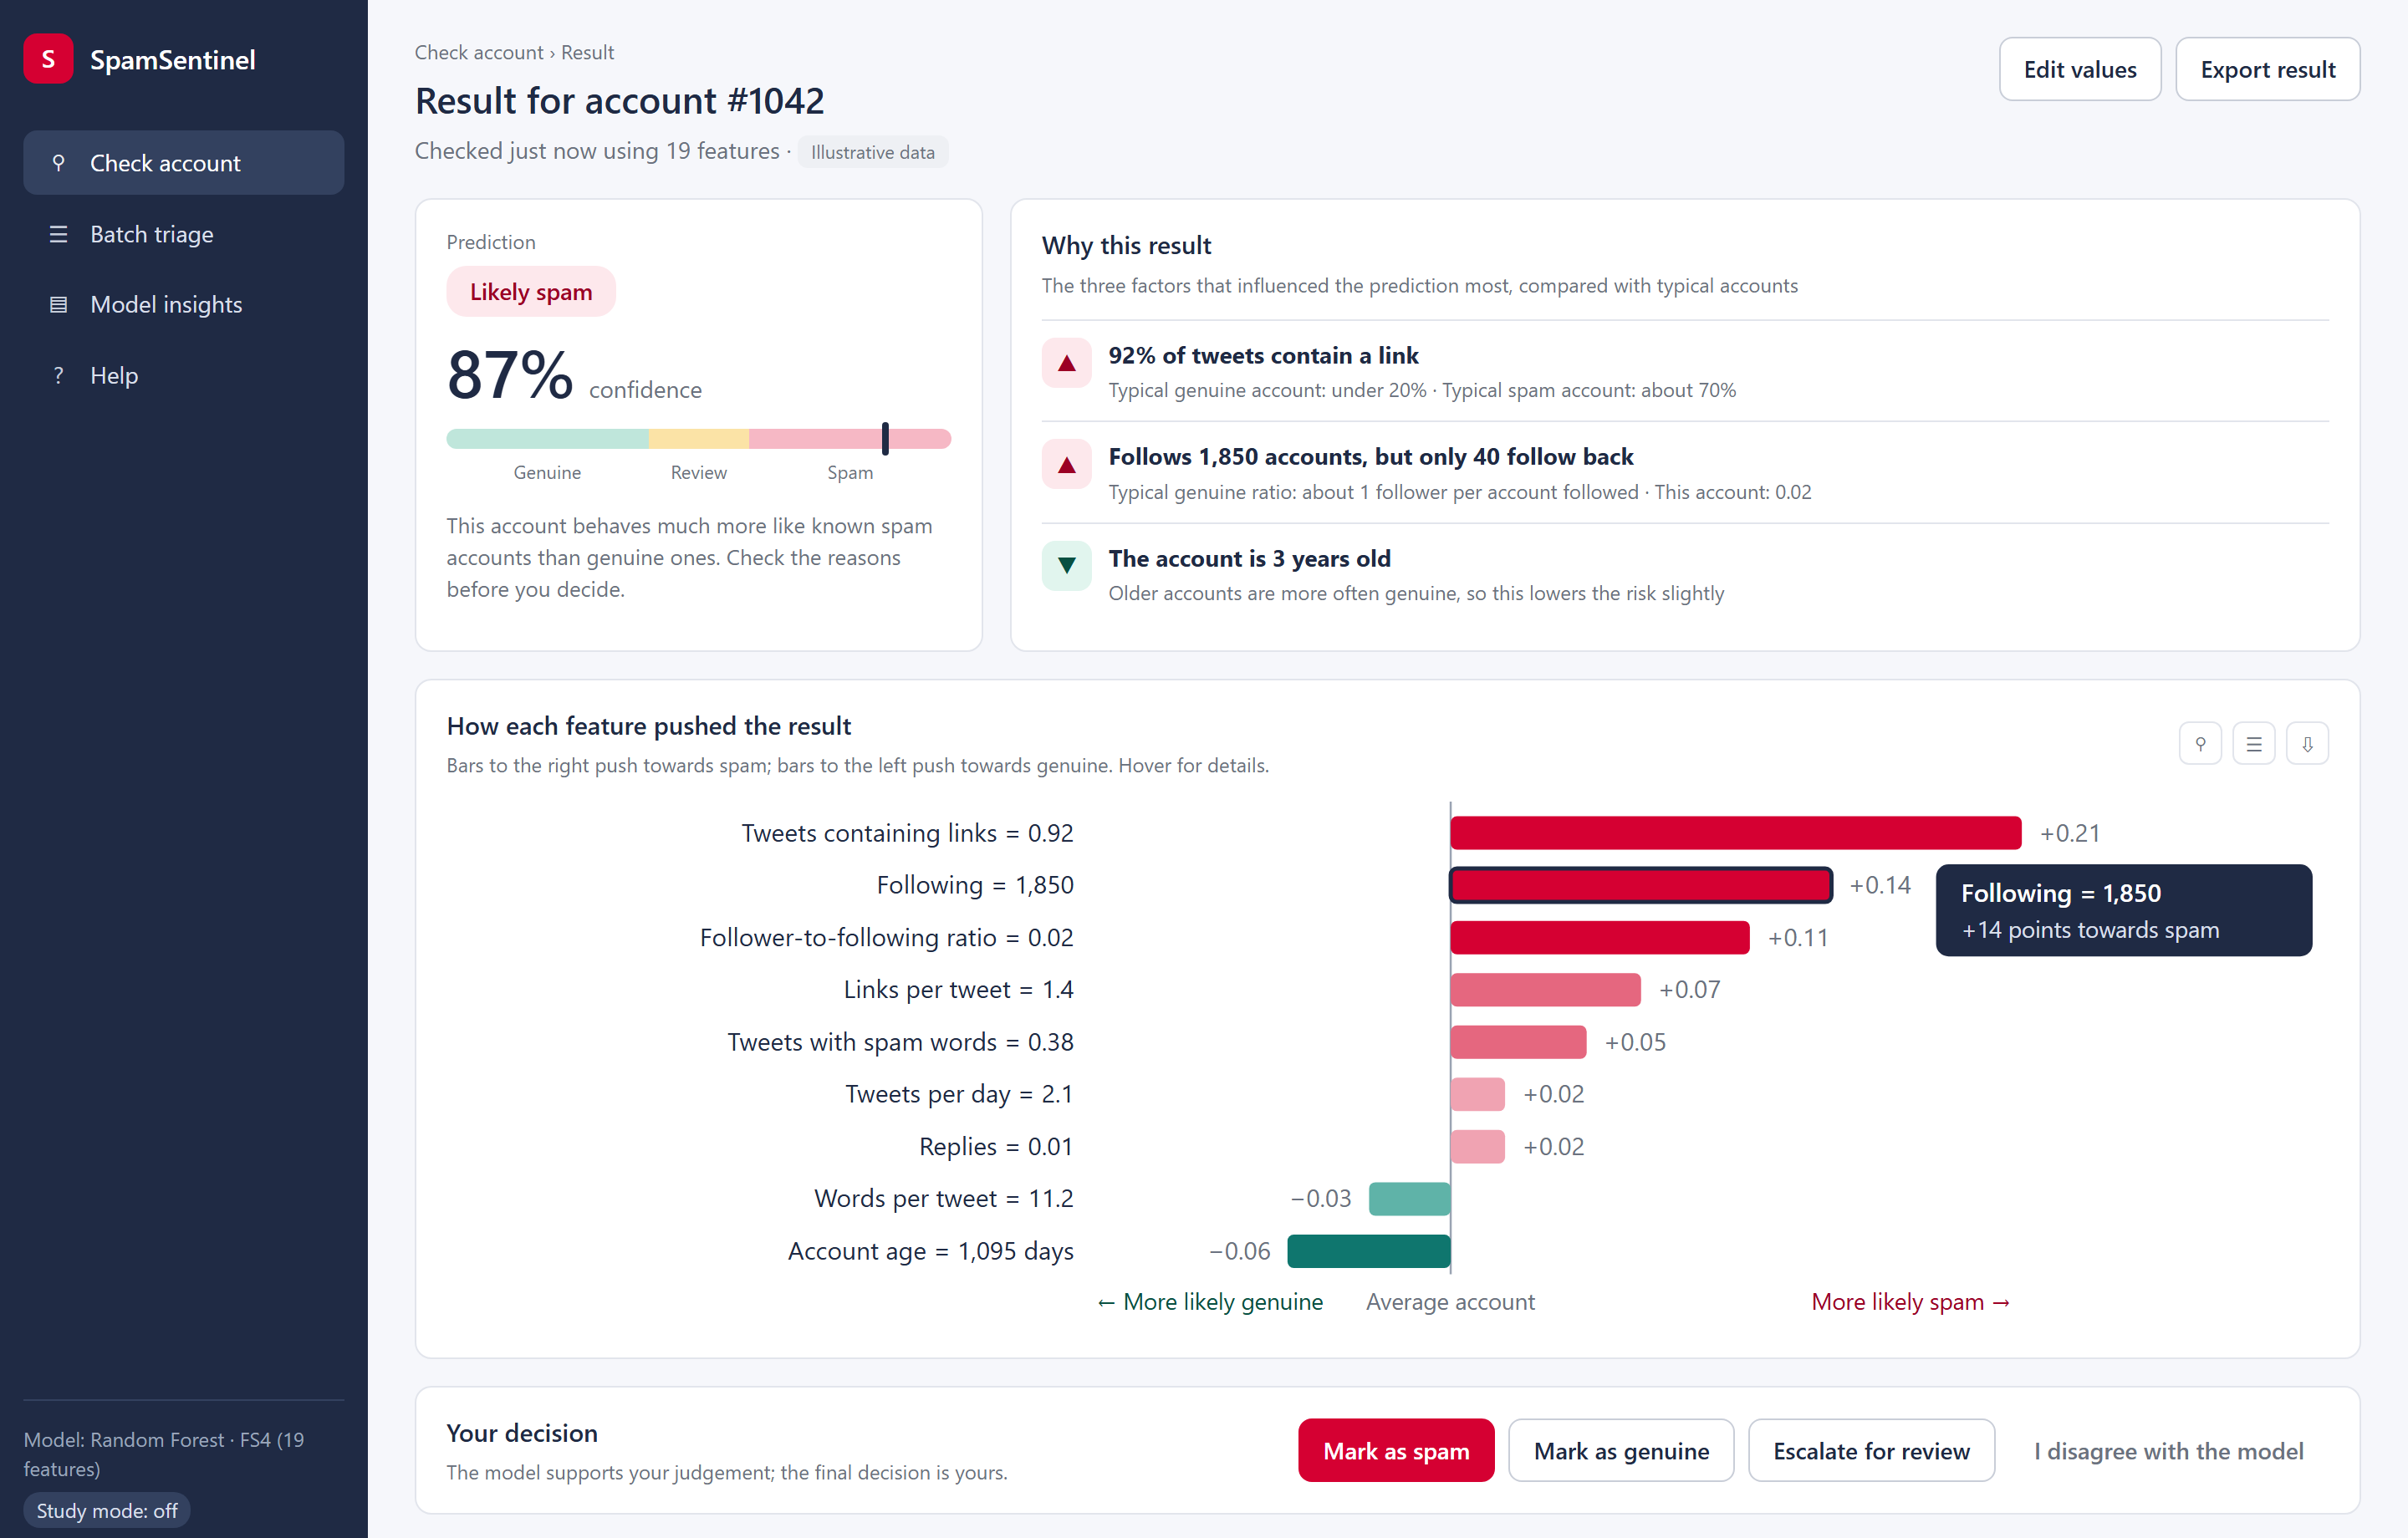 S SpamSentinel
Check account
Batch triage
Model insights
? Help
Model: Random Forest · FS4 (19
features)
Study mode: off
Check account › Result
Result for account #1042
Checked just now using 19 features · Illustrative data
Edit values
Export result
Prediction
Likely spam
87% confidence
Genuine Review Spam
This account behaves much more like known spam
accounts than genuine ones. Check the reasons
before you decide.
Why this result
The three factors that influenced the prediction most, compared with typical accounts
▲ 92% of tweets contain a link
Typical genuine account: under 20% · Typical spam account: about 70%
▲ Follows 1,850 accounts, but only 40 follow back
Typical genuine ratio: about 1 follower per account followed · This account: 0.02
▼ The account is 3 years old
Older accounts are more often genuine, so this lowers the risk slightly
How each feature pushed the result
Bars to the right push towards spam; bars to the left push towards genuine. Hover for details.
Tweets containing links = 0.92 +0.21
Following = 1,850 +0.14
Following = 1,850
+14 points towards spam
Follower-to-following ratio = 0.02 +0.11
Links per tweet = 1.4 +0.07
Tweets with spam words = 0.38 +0.05
Tweets per day = 2.1 +0.02
Replies = 0.01 +0.02
Words per tweet = 11.2 −0.03
Account age = 1,095 days −0.06
← More likely genuine Average account More likely spam →
Your decision
The model supports your judgement; the final decision is yours.
Mark as spam
Mark as genuine
Escalate for review
I disagree with the model